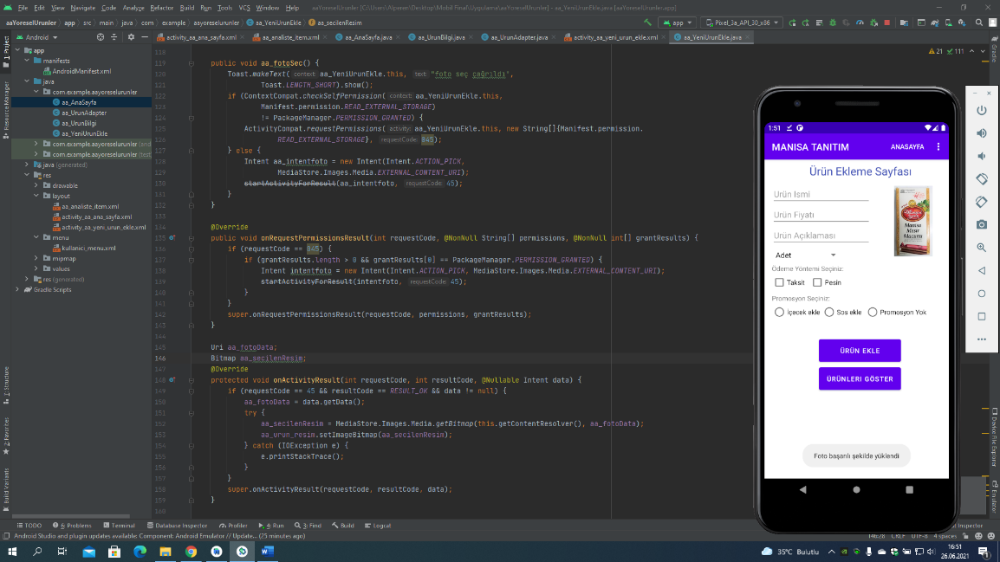 File Edit View Navigate Code Analyze Refactor Build Run Tools VCS Window Help aaYoreselUrunler [C:\Users\Alperen\Desktop\Mobil Final\Uygulama\aaYoreselUrunler] - aa_YeniUrunEkle.java [aaYoreselUrunler.app]
aaYoreselUrunler src main java com example aayoreselurunler aa_YeniUrunEkle aa_secilenResim
app Pixel_3a_API_30_x86
Android
activity_aa_ana_sayfa.xml aa_analiste_item.xml aa_AnaSayfa.java aa_UrunBilgi.java aa_UrunAdapter.java activity_aa_yeni_urun_ekle.xml aa_YeniUrunEkle.java
1: Project
Resource Manager
Z: Structure
2: Favorites
Build Variants
app
manifests
AndroidManifest.xml
java
com.example.aayoreselurunler
aa_AnaSayfa
aa_UrunAdapter
aa_UrunBilgi
aa_YeniUrunEkle
com.example.aayoreselurunler (and
com.example.aayoreselurunler (test
java (generated)
res
drawable
layout
aa_analiste_item.xml
activity_aa_ana_sayfa.xml
activity_aa_yeni_urun_ekle.xml
menu
kullanici_menu.xml
mipmap
values
res (generated)
Gradle Scripts
21 111
118
119 public void aa_fotoSec() {
120 Toast.makeText( context aa_YeniUrunEkle.this, text "foto seç çağrıldı",
121 Toast.LENGTH_SHORT).show();
122 if (ContextCompat.checkSelfPermission( context aa_YeniUrunEkle.this,
123 Manifest.permission.READ_EXTERNAL_STORAGE)
124 != PackageManager.PERMISSION_GRANTED) {
125 ActivityCompat.requestPermissions( activity aa_YeniUrunEkle.this, new String[]{Manifest.permission.
126 READ_EXTERNAL_STORAGE}, requestCode: 845);
127 } else {
128 Intent aa_intentfoto = new Intent(Intent.ACTION_PICK,
129 MediaStore.Images.Media.EXTERNAL_CONTENT_URI);
130 startActivityForResult(aa_intentfoto, requestCode: 45);
131 }
132 }
133
134 @Override
135 public void onRequestPermissionsResult(int requestCode, @NonNull String[] permissions, @NonNull int[] grantResults) {
136 if (requestCode == 845) {
137 if (grantResults.length > 0 && grantResults[0] == PackageManager.PERMISSION_GRANTED) {
138 Intent intentfoto = new Intent(Intent.ACTION_PICK, MediaStore.Images.Media.EXTERNAL_CONTENT_URI);
139 startActivityForResult(intentfoto, requestCode: 45);
140 }
141 }
142 super.onRequestPermissionsResult(requestCode, permissions, grantResults);
143 }
144
145 Uri aa_fotoData;
146 Bitmap aa_secilenResim;
147 @Override
148 protected void onActivityResult(int requestCode, int resultCode, @Nullable Intent data) {
149 if (requestCode == 45 && resultCode == RESULT_OK && data != null) {
150 aa_fotoData = data.getData();
151 try {
152 aa_secilenResim = MediaStore.Images.Media.getBitmap(this.getContentResolver(), aa_fotoData);
153 aa_urun_resim.setImageBitmap(aa_secilenResim);
154 } catch (IOException e) {
155 e.printStackTrace();
156 }
157 }
158 super.onActivityResult(requestCode, resultCode, data);
159 }
160
1:51
MANISA TANITIM ANASAYFA
Ürün Ekleme Sayfası
Ürün Ismi
Ürün Fiyatı
Ürün Açıklaması
Manisa
Mesir
Macunu
Adet
Ödeme Yöntemi Seçiniz:
Taksit Pesin
Promosyon Seçiniz:
İçecek ekle Sos ekle Promosyon Yok
ÜRÜN EKLE
ÜRÜNLERI GÖSTER
Foto başarılı şekilde yüklendi
Gradle
Device File Explorer
Emulator
TODO 6: Problems Terminal Database Inspector Profiler 4: Run 3: Find Build Logcat
Android Studio and plugin updates available: Component: Android Emulator // Update... (25 minutes ago)
146:28 CRLF UTF-8 4 spaces
35°C Bulutlu
16:51
26.06.2021
1